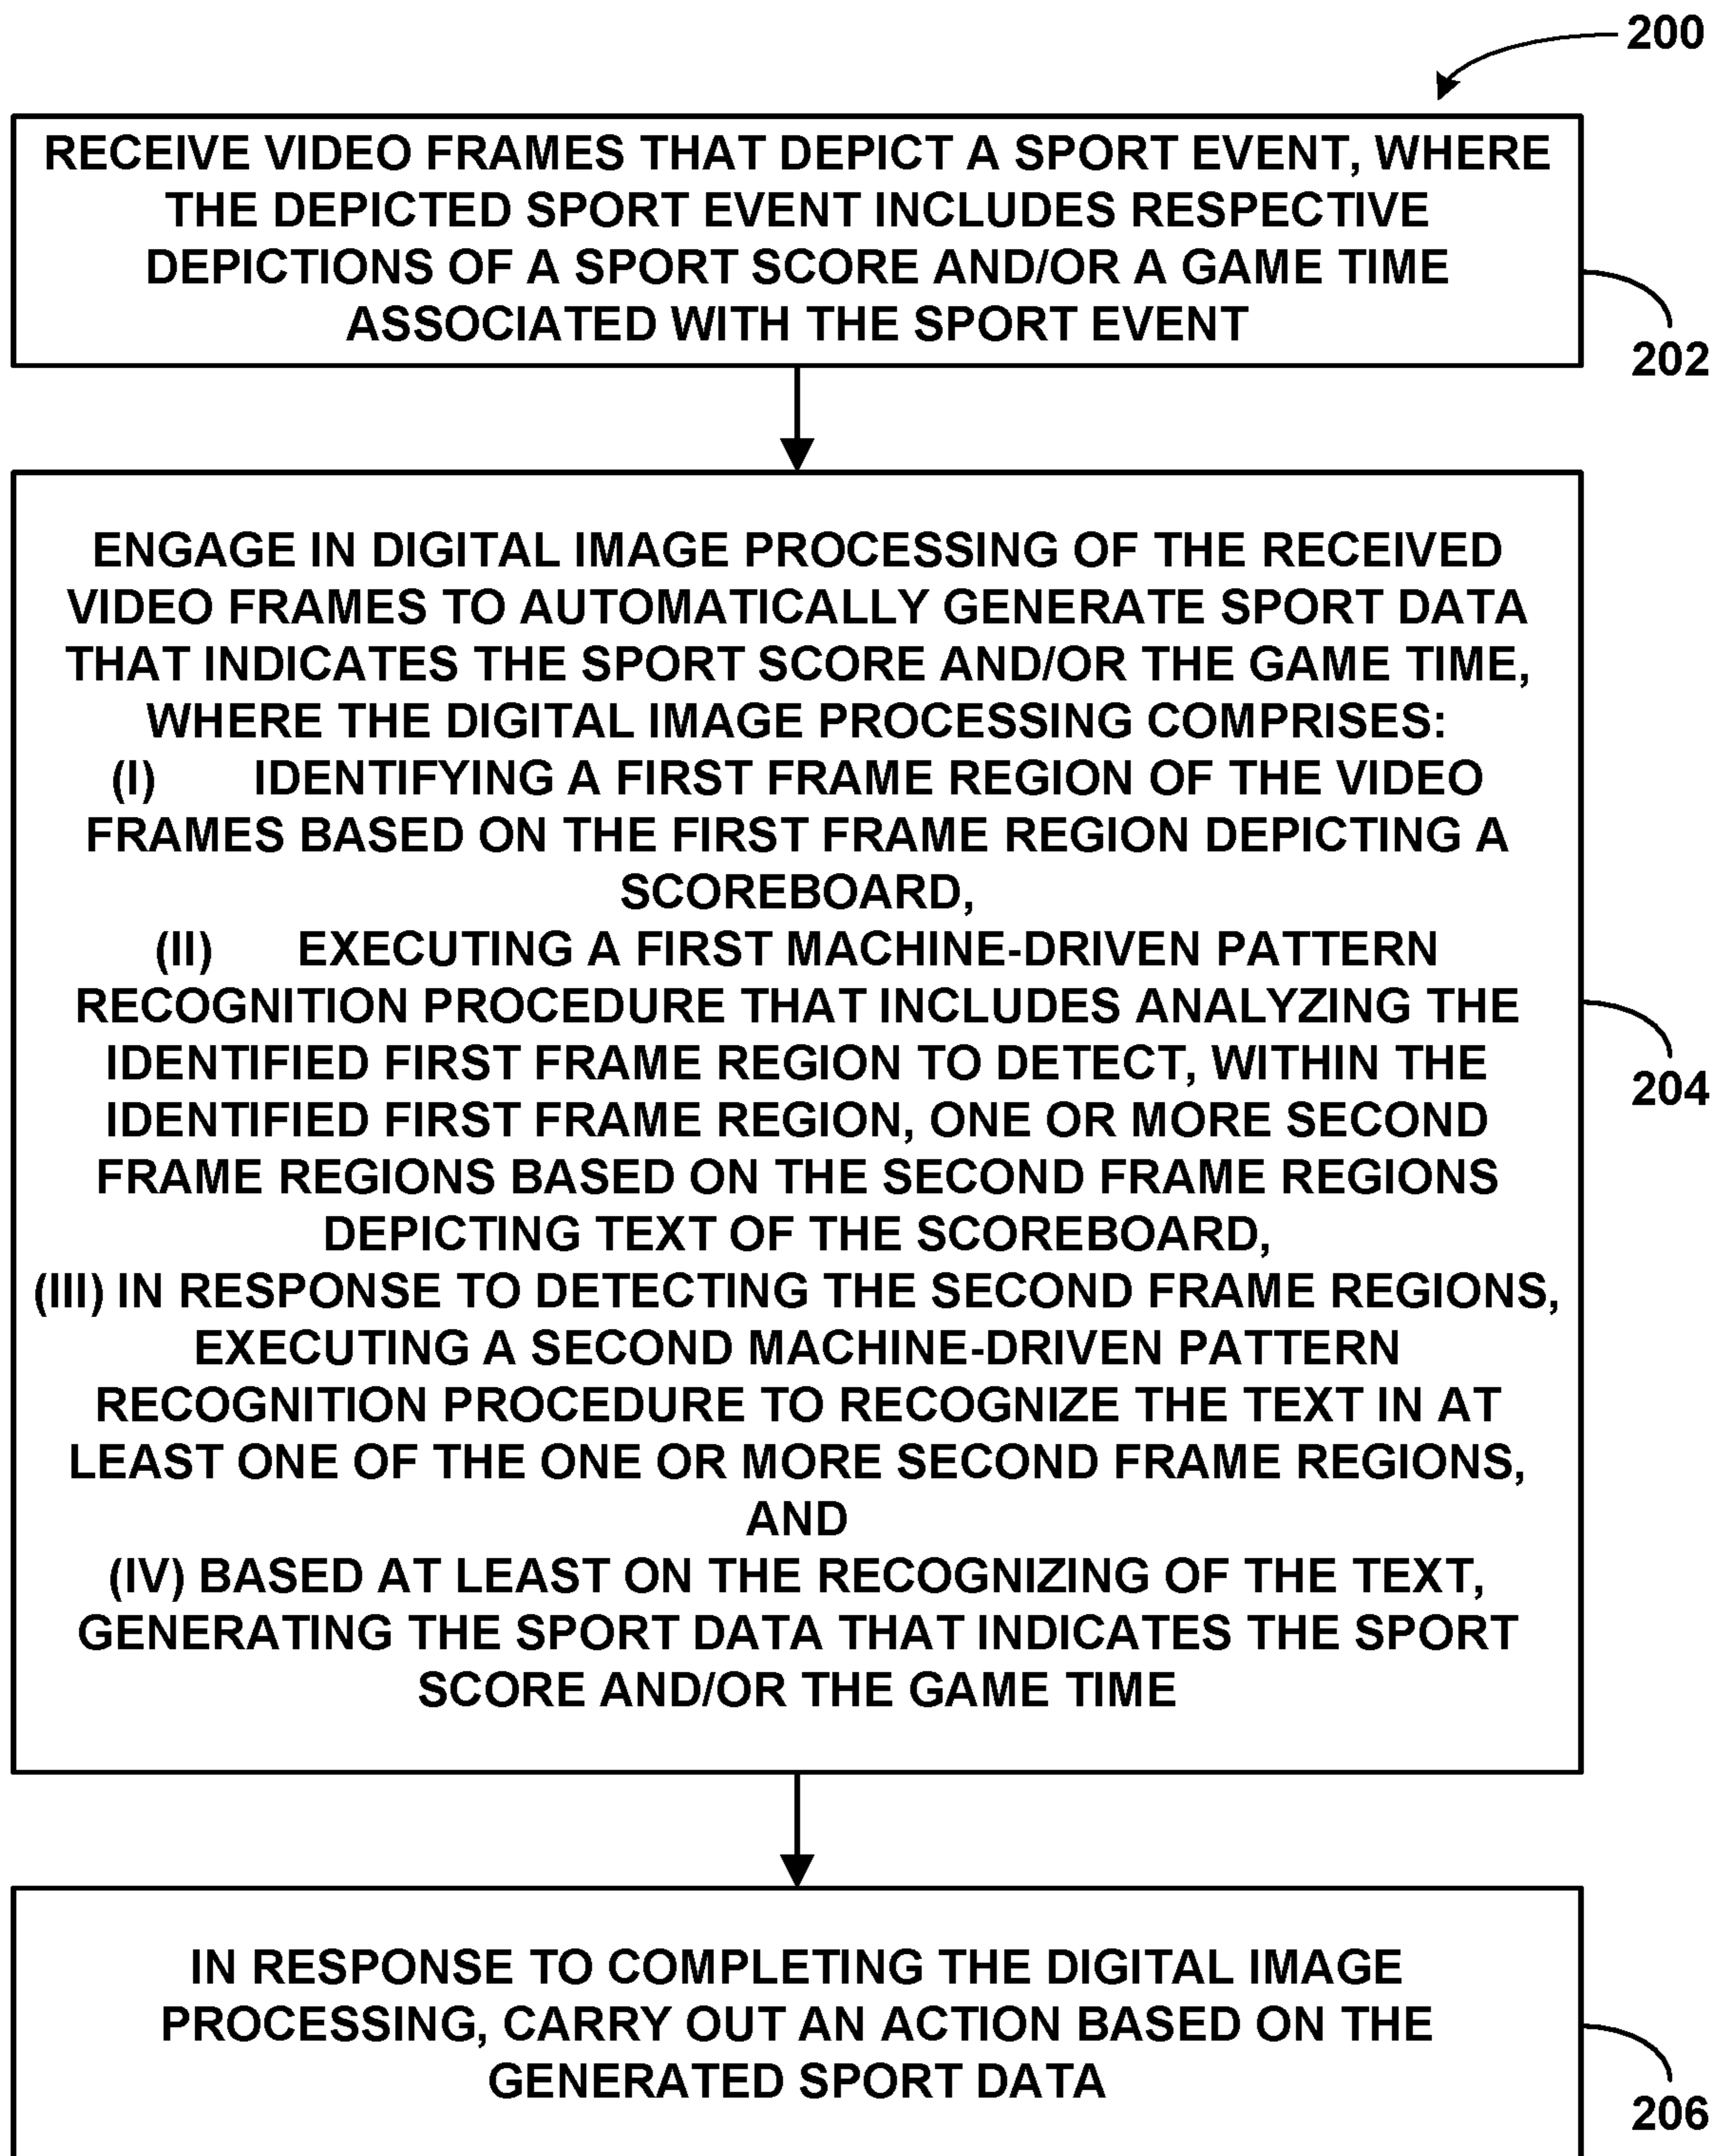 200
RECEIVE VIDEO FRAMES THAT DEPICT A SPORT EVENT, WHERE
THE DEPICTED SPORT EVENT INCLUDES RESPECTIVE
DEPICTIONS OF A SPORT SCORE AND/OR A GAME TIME
ASSOCIATED WITH THE SPORT EVENT
202
ENGAGE IN DIGITAL IMAGE PROCESSING OF THE RECEIVED
VIDEO FRAMES TO AUTOMATICALLY GENERATE SPORT DATA
THAT INDICATES THE SPORT SCORE AND/OR THE GAME TIME,
WHERE THE DIGITAL IMAGE PROCESSING COMPRISES:
(I) IDENTIFYING A FIRST FRAME REGION OF THE VIDEO
FRAMES BASED ON THE FIRST FRAME REGION DEPICTING A
SCOREBOARD,
(II) EXECUTING A FIRST MACHINE-DRIVEN PATTERN
RECOGNITION PROCEDURE THAT INCLUDES ANALYZING THE
IDENTIFIED FIRST FRAME REGION TO DETECT, WITHIN THE
IDENTIFIED FIRST FRAME REGION, ONE OR MORE SECOND
FRAME REGIONS BASED ON THE SECOND FRAME REGIONS
DEPICTING TEXT OF THE SCOREBOARD,
(III) IN RESPONSE TO DETECTING THE SECOND FRAME REGIONS,
EXECUTING A SECOND MACHINE-DRIVEN PATTERN
RECOGNITION PROCEDURE TO RECOGNIZE THE TEXT IN AT
LEAST ONE OF THE ONE OR MORE SECOND FRAME REGIONS,
AND
(IV) BASED AT LEAST ON THE RECOGNIZING OF THE TEXT,
GENERATING THE SPORT DATA THAT INDICATES THE SPORT
SCORE AND/OR THE GAME TIME
204
IN RESPONSE TO COMPLETING THE DIGITAL IMAGE
PROCESSING, CARRY OUT AN ACTION BASED ON THE
GENERATED SPORT DATA
206